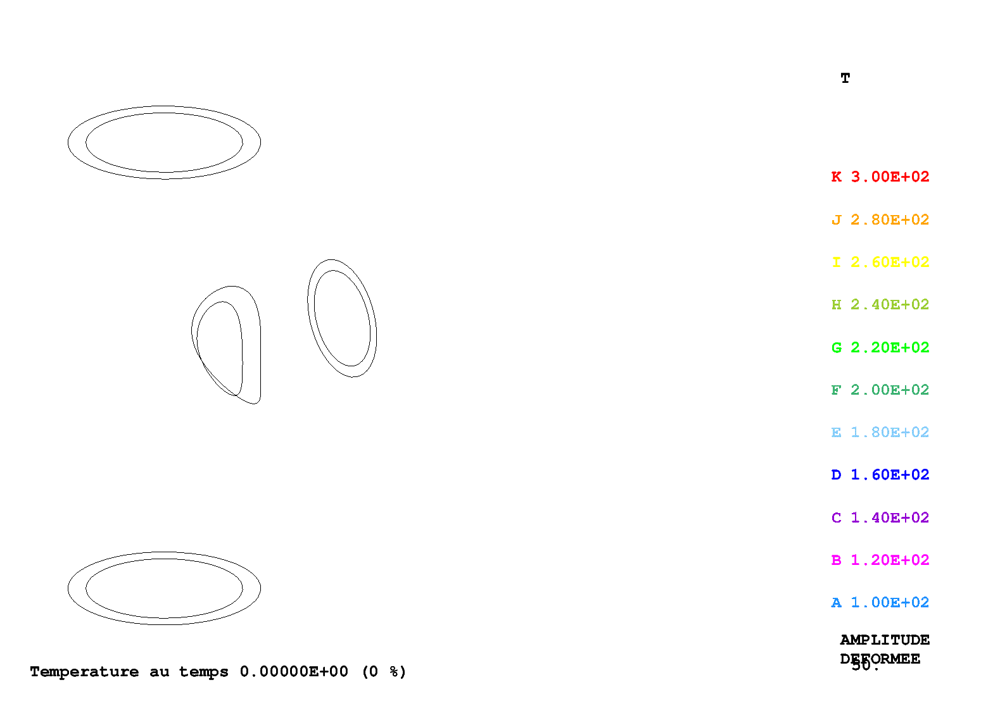 T
K 3.00E+02
J 2.80E+02
I 2.60E+02
H 2.40E+02
G 2.20E+02
F 2.00E+02
E 1.80E+02
D 1.60E+02
C 1.40E+02
B 1.20E+02
A 1.00E+02
AMPLITUDE
DEFORMEE
50.
Temperature au temps 0.00000E+00 (0 %)